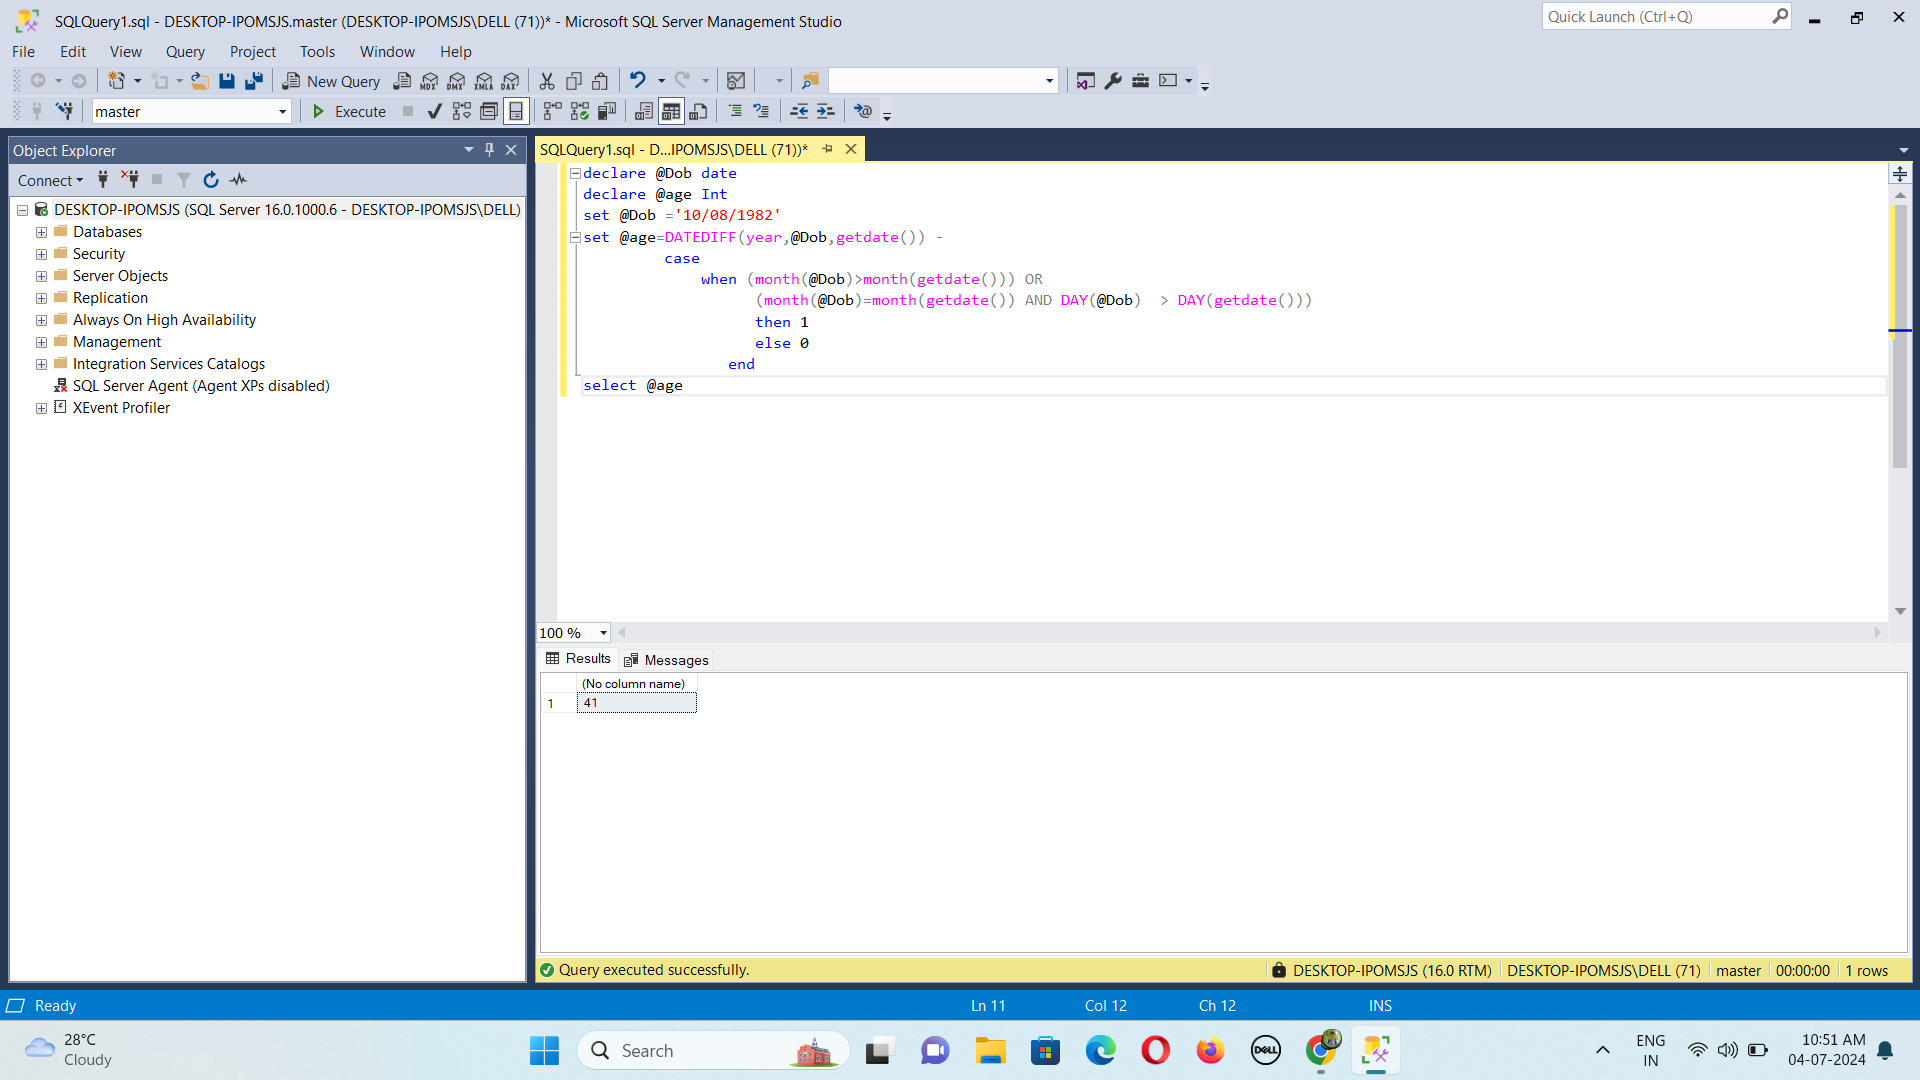 SQLQuery1.sql - DESKTOP-IPOMSJS.master (DESKTOP-IPOMSJS\DELL (71))* - Microsoft SQL Server Management Studio
Quick Launch (Ctrl+Q)
File Edit View Query Project Tools Window Help
New Query MDX DMX XMLA DAX
master Execute
Object Explorer
Connect
DESKTOP-IPOMSJS (SQL Server 16.0.1000.6 - DESKTOP-IPOMSJS\DELL)
Databases
Security
Server Objects
Replication
Always On High Availability
Management
Integration Services Catalogs
SQL Server Agent (Agent XPs disabled)
XEvent Profiler
SQLQuery1.sql - D...IPOMSJS\DELL (71))*
declare @Dob date
declare @age Int
set @Dob ='10/08/1982'
set @age=DATEDIFF(year,@Dob,getdate()) -
case
when (month(@Dob)>month(getdate())) OR
(month(@Dob)=month(getdate()) AND DAY(@Dob)  > DAY(getdate()))
then 1
else 0
end
select @age
100 %
Results Messages
(No column name)
1 41
Query executed successfully. DESKTOP-IPOMSJS (16.0 RTM) DESKTOP-IPOMSJS\DELL (71) master 00:00:00 1 rows
Ready Ln 11 Col 12 Ch 12 INS
28°C
Cloudy
Search
DELL
ENG
IN
10:51 AM
04-07-2024